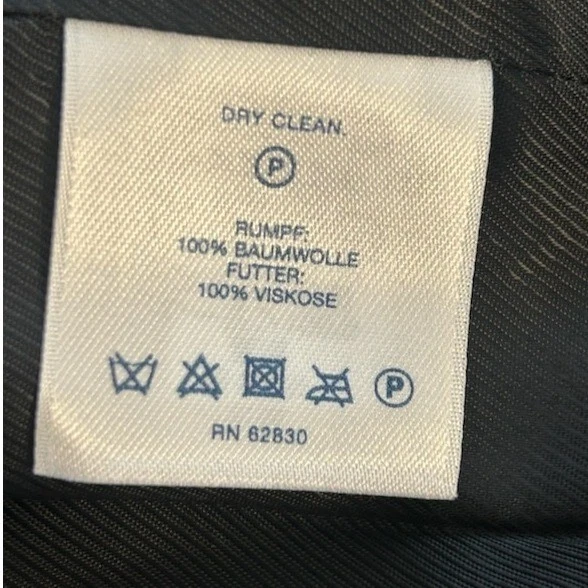 DRY CLEAN.
P
RUMPF:
100% BAUMWOLLE
FUTTER:
100% VISKOSE
P
RN 62830